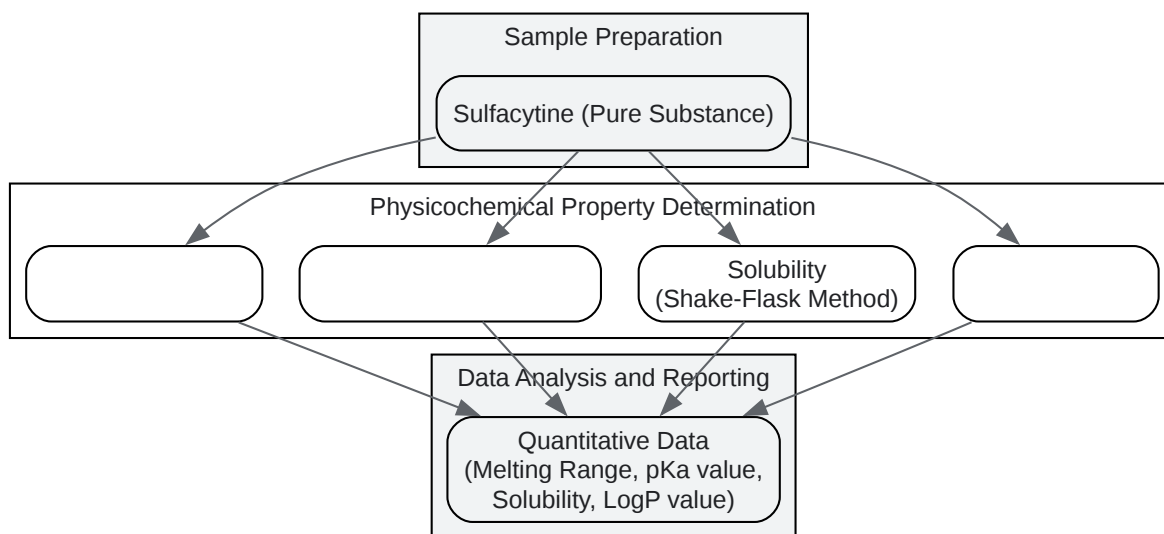 Sample Preparation
Sulfacytine (Pure Substance)
Physicochemical Property Determination
Solubility
(Shake-Flask Method)
Data Analysis and Reporting
Quantitative Data
(Melting Range, pKa value,
Solubility, LogP value)